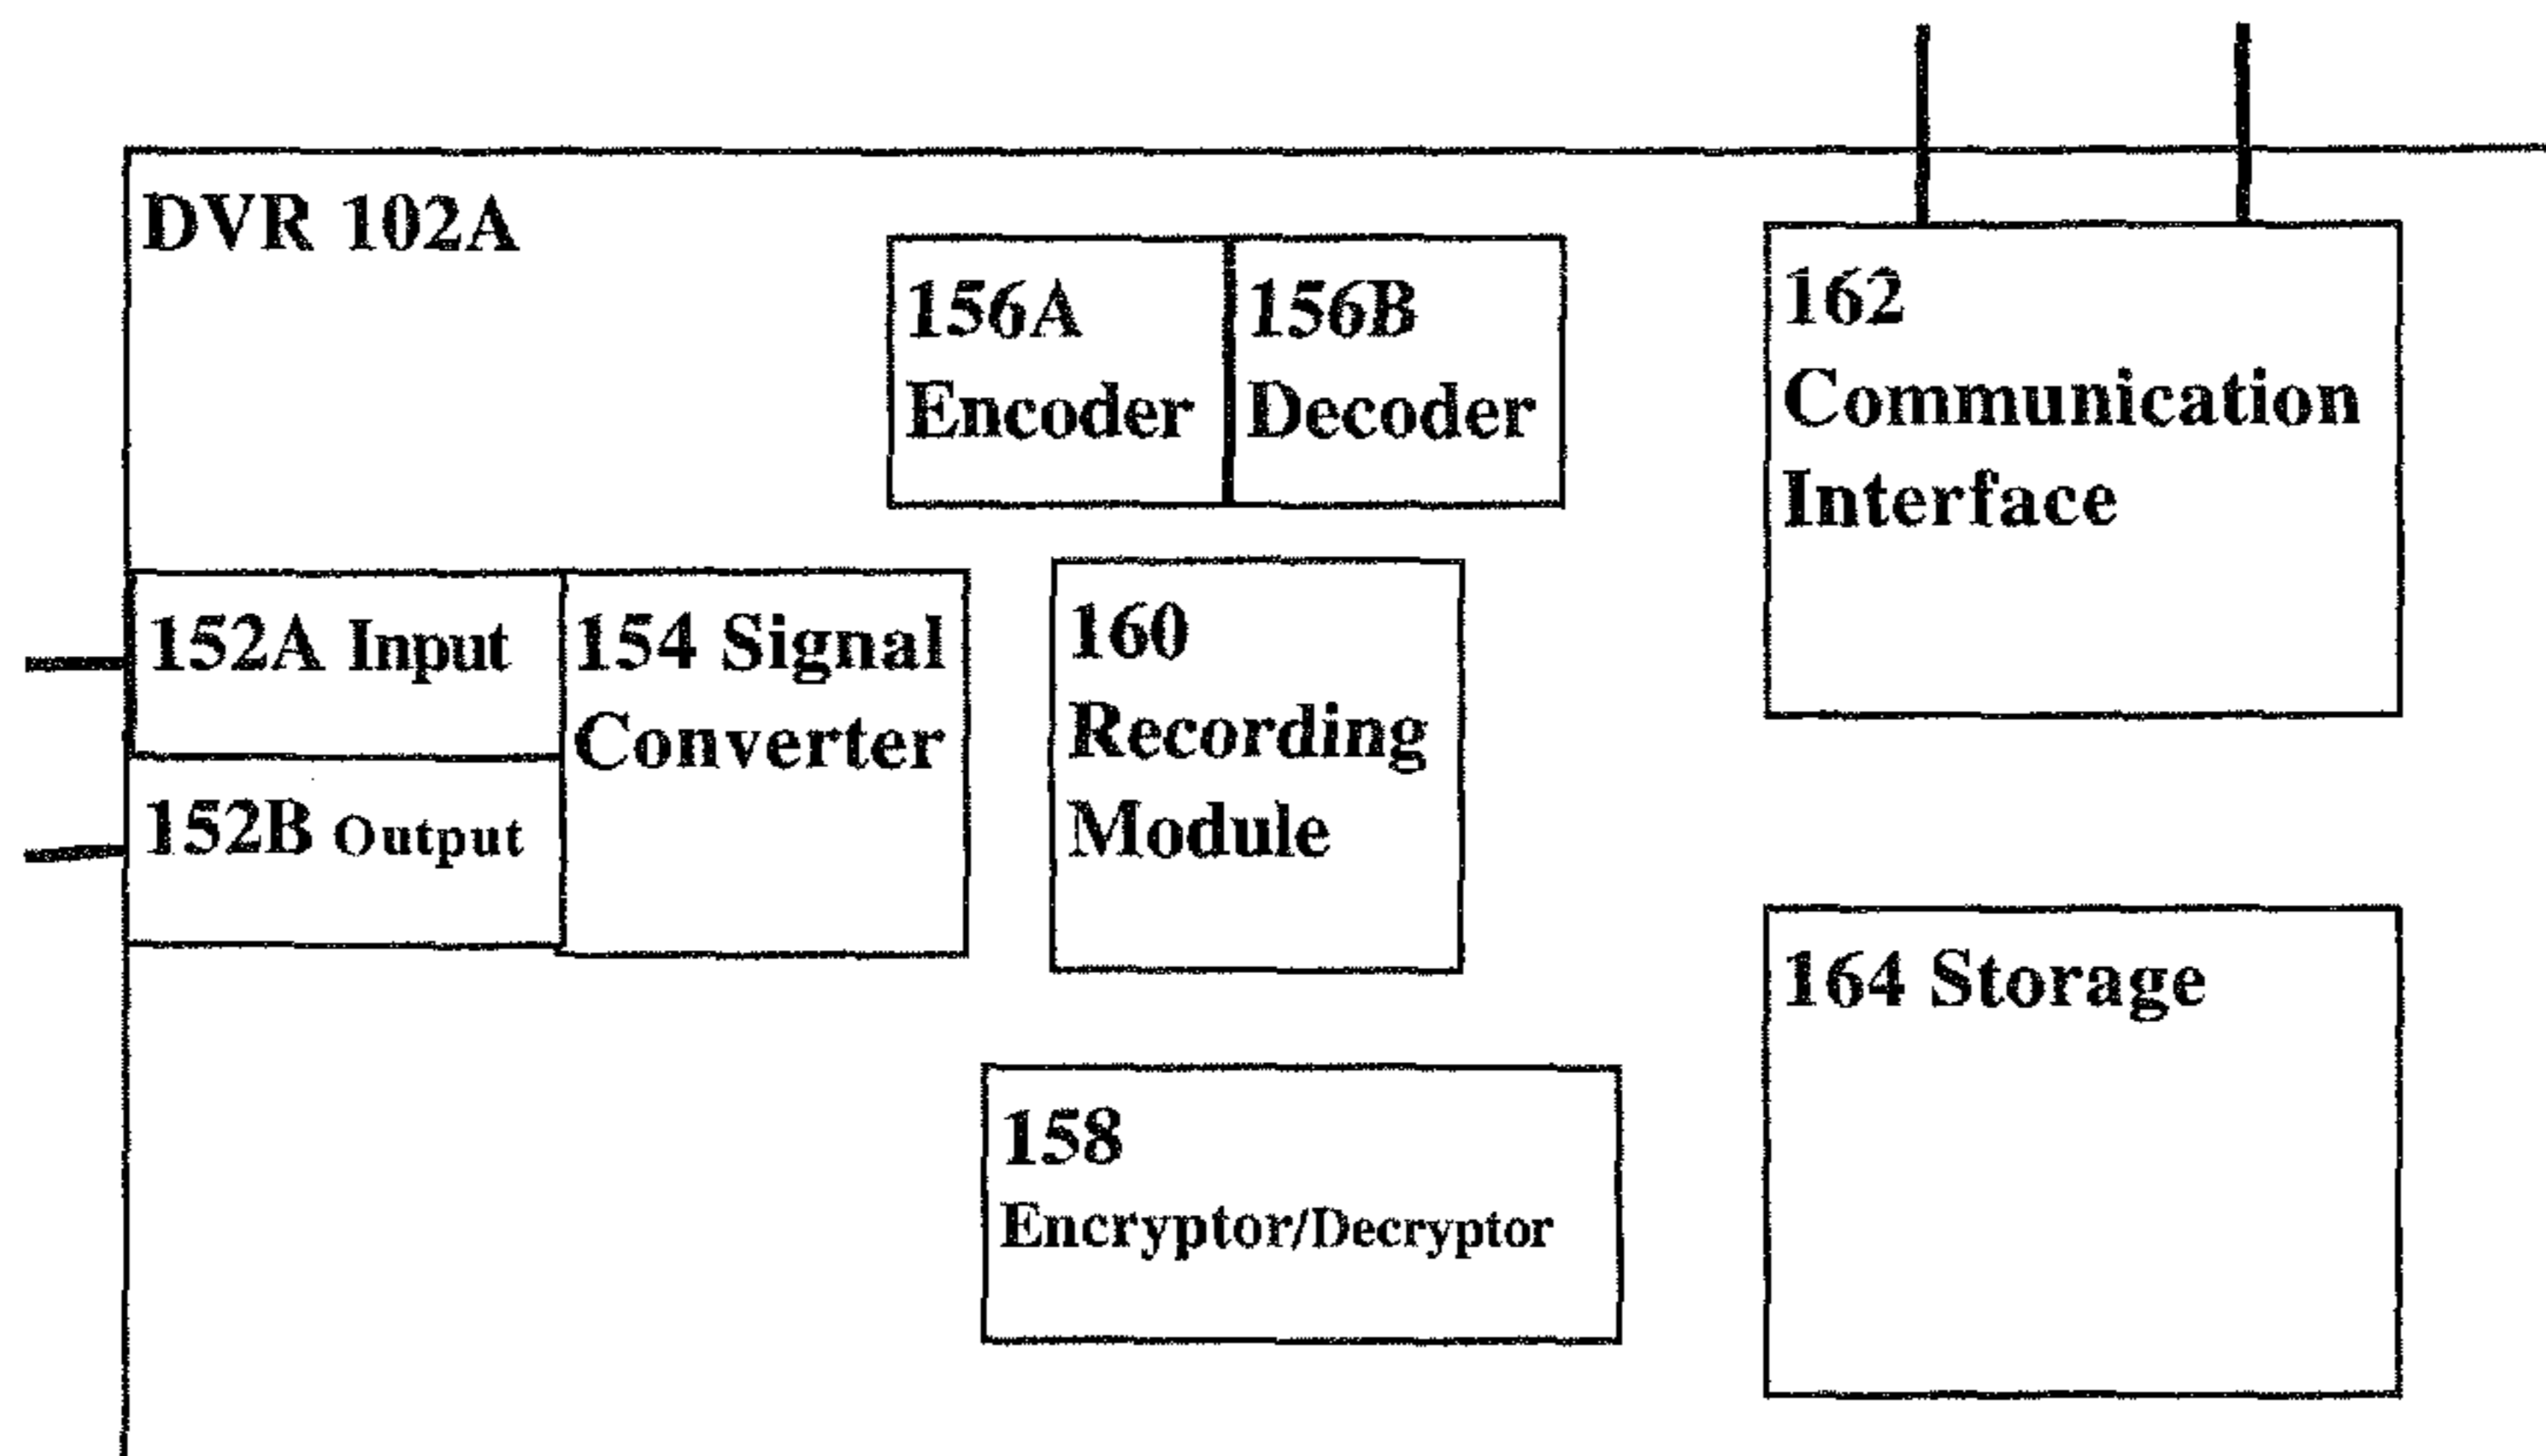 DVR 102A
156A
Encoder
156B
Decoder
162
Communication
Interface
152A Input
154 Signal
Converter
152B Output
160
Recording
Module
164 Storage
158
Encryptor/Decryptor